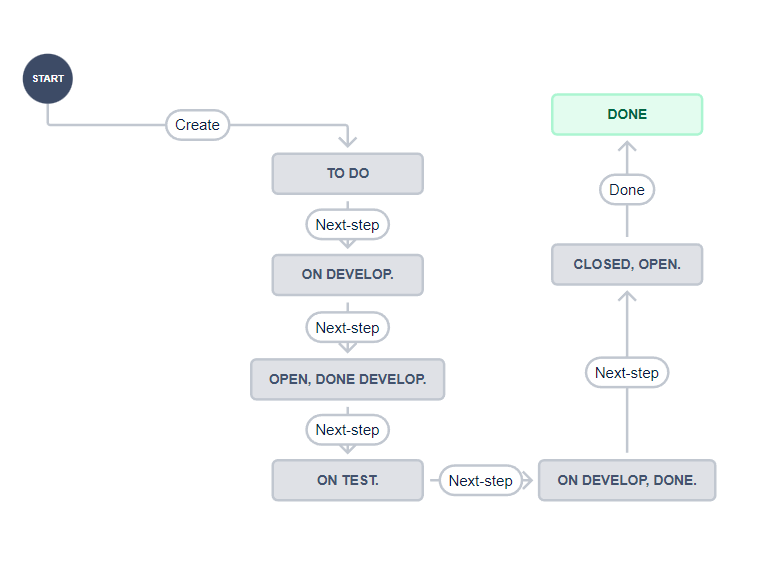 START
Create
TO DO
Next-step
ON DEVELOP.
Next-step
OPEN, DONE DEVELOP.
Next-step
ON TEST.
Next-step
ON DEVELOP, DONE.
Next-step
CLOSED, OPEN.
Done
DONE